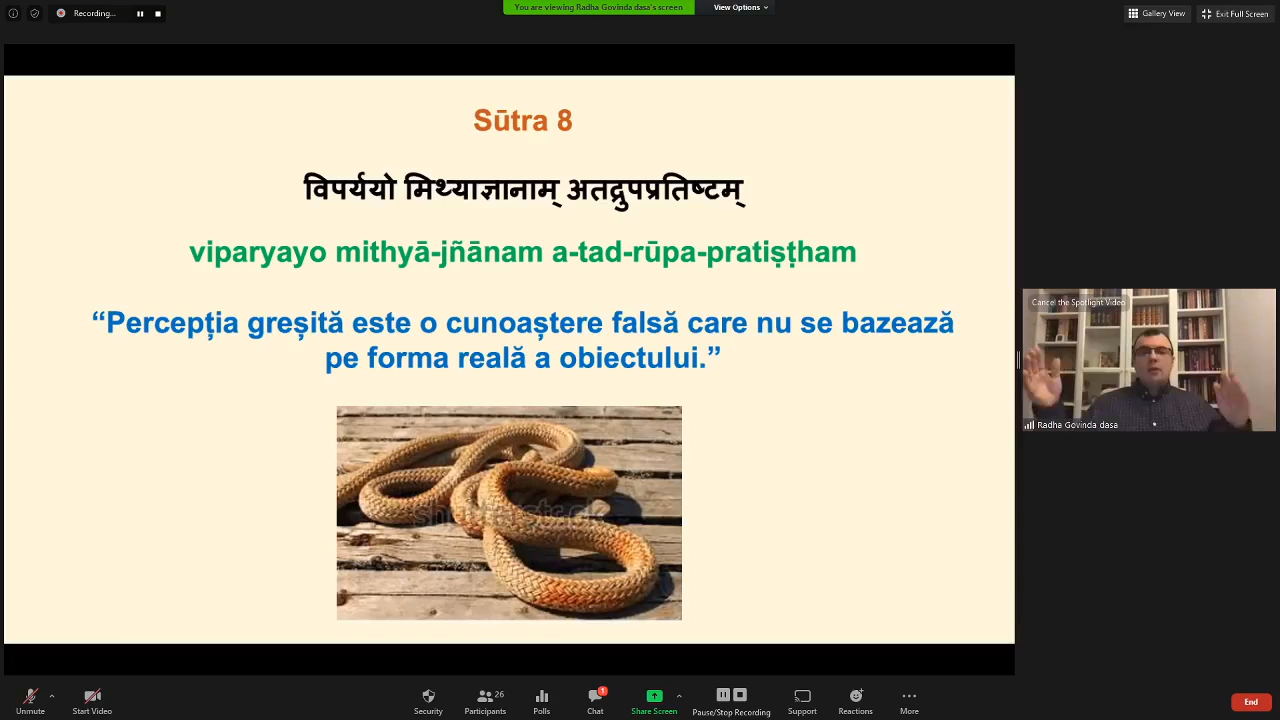 Recording...
You are viewing Radha Govinda dasa's screen
View Options
Gallery View
Exit Full Screen
Sūtra 8
विपर्ययो मिथ्याज्ञानाम् अतद्रुपप्रतिष्टम्
viparyayo mithyā-jñānam a-tad-rūpa-pratiṣṭham
“Percepția greșită este o cunoaștere falsă care nu se bazează
pe forma reală a obiectului.”
shutterstock
Cancel the Spotlight Video
Radha Govinda dasa
Unmute
Start Video
Security
Participants
26
Polls
Chat
1
Share Screen
Pause/Stop Recording
Support
Reactions
More
End